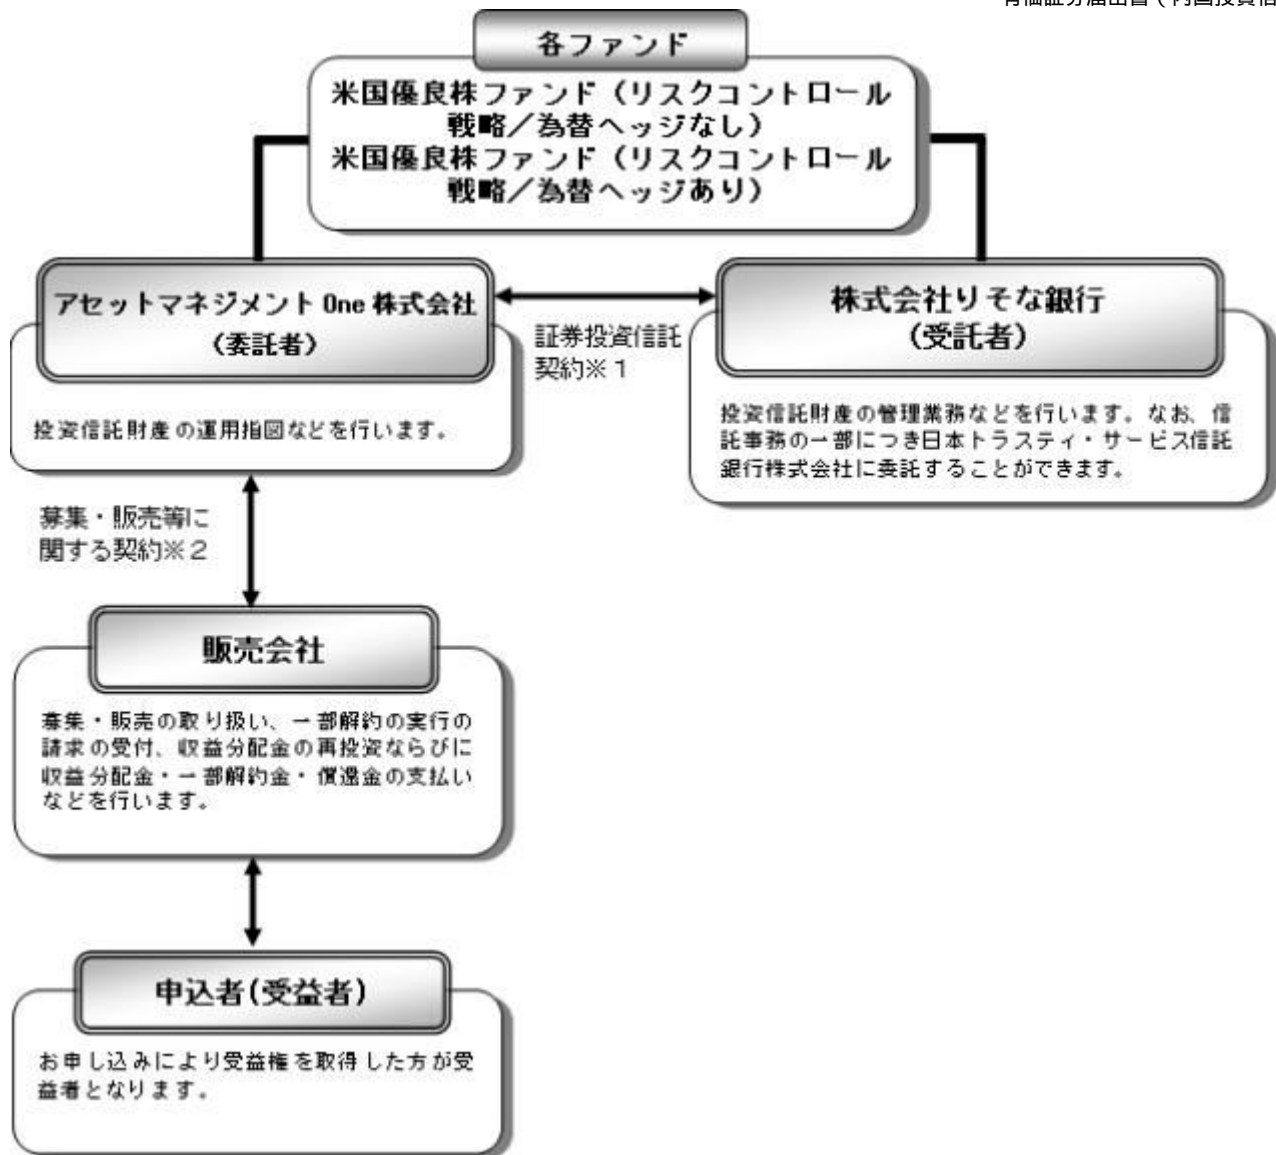 有価証券届出書（内国投資信
各ファンド
米国優良株ファンド（リスクコントロール
戦略／為替ヘッジなし）
米国優良株ファンド（リスクコントロール
戦略／為替ヘッジあり）
アセットマネジメント One 株式会社
（委託者）
投資信託財産の運用指図などを行います。
証券投資信託
契約※１
株式会社りそな銀行
(受託者)
投資信託財産の管理業務などを行います。なお、信
託事務の一部につき日本トラスティ・サービス信託
銀行株式会社に委託することができます。
募集・販売等に
関する契約※２
販売会社
募集・販売の取り扱い、一部解約の実行の
請求の受付、収益分配金の再投資ならびに
収益分配金・一部解約金・償還金の支払い
などを行います。
申込者(受益者)
お申し込みにより受益権を取得した方が受
益者となります。